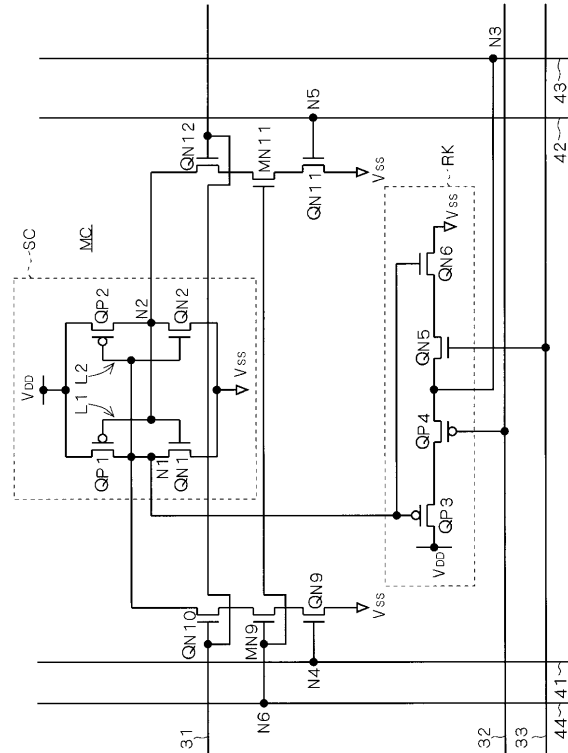 SC
MC
RK
VDD
L1
L2
QP1
QP2
N1
N2
QN1
QN2
VSS
QN10
QN12
MN9
MN11
QN9
QN11
VSS
VSS
N6
N4
N5
N3
VDD
QP3
QP4
QN5
QN6
VSS
31
32
33
44
41
42
43